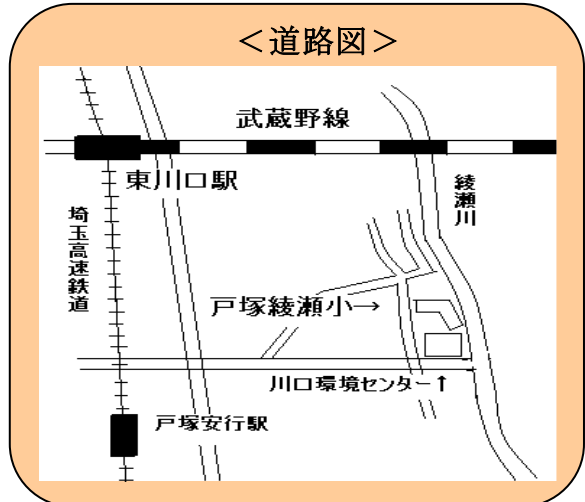 ＜道路図＞
武蔵野線
東川口駅
綾瀬川
埼玉高速鉄道
戸塚綾瀬小→
川口環境センター↑
戸塚安行駅